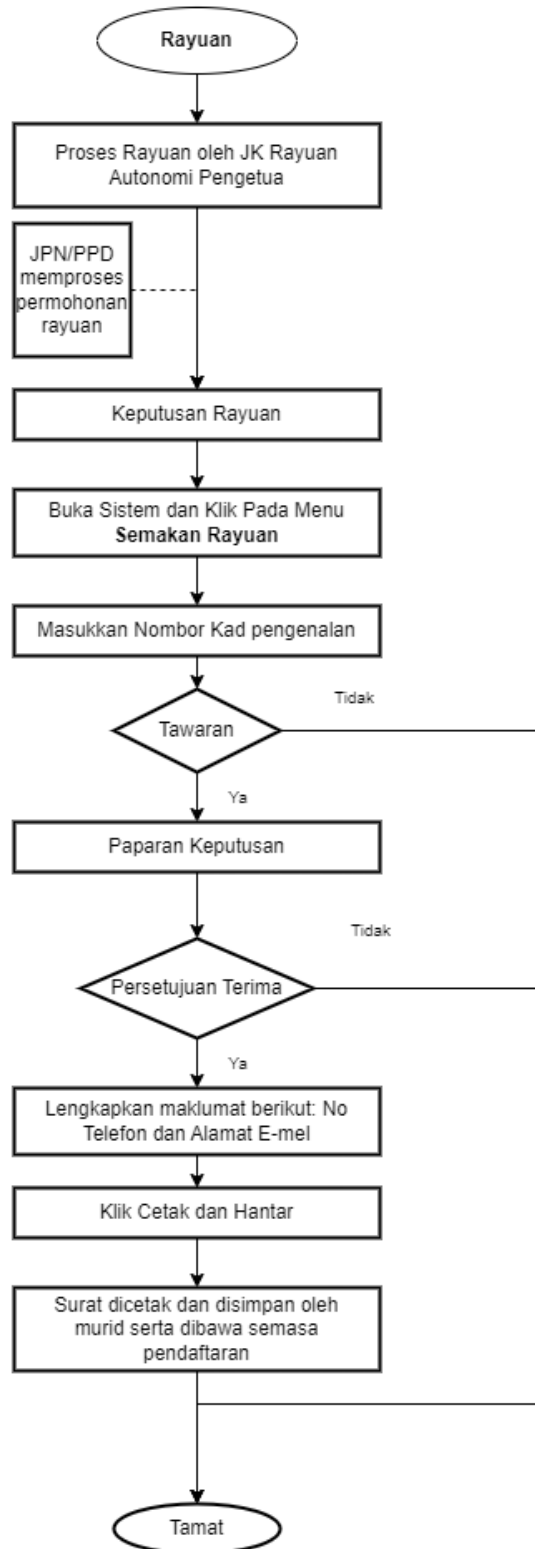 Rayuan
Proses Rayuan oleh JK Rayuan
Autonomi Pengetua
JPN/PPD
memproses
permohonan
rayuan
Keputusan Rayuan
Buka Sistem dan Klik Pada Menu
Semakan Rayuan
Masukkan Nombor Kad pengenalan
Tidak
Tawaran
Ya
Paparan Keputusan
Tidak
Persetujuan Terima
Ya
Lengkapkan maklumat berikut: No
Telefon dan Alamat E-mel
Klik Cetak dan Hantar
Surat dicetak dan disimpan oleh
murid serta dibawa semasa
pendaftaran
Tamat